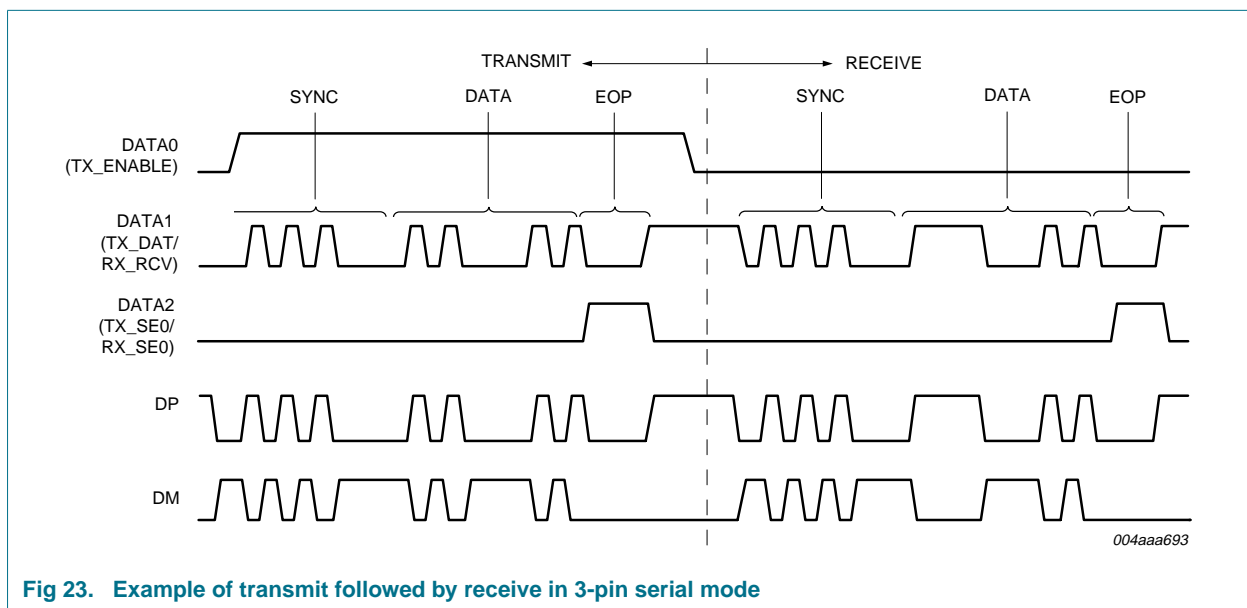 TRANSMIT
RECEIVE
SYNC
DATA
EOP
SYNC
DATA
EOP
DATA0
(TX_ENABLE)
DATA1
(TX_DAT/
RX_RCV)
DATA2
(TX_SE0/
RX_SE0)
DP
DM
004aaa693
Fig 23. Example of transmit followed by receive in 3-pin serial mode